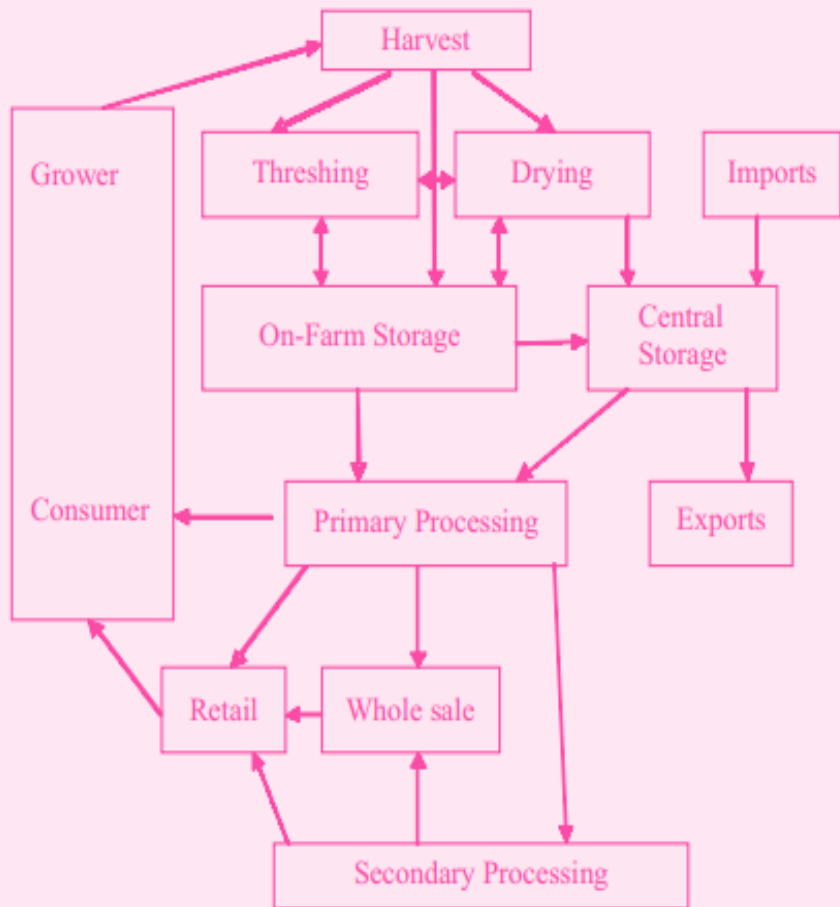 Harvest
Grower
Threshing
Drying
Imports
On-Farm Storage
Central
Storage
Consumer
Primary Processing
Exports
Retail
Whole sale
Secondary Processing